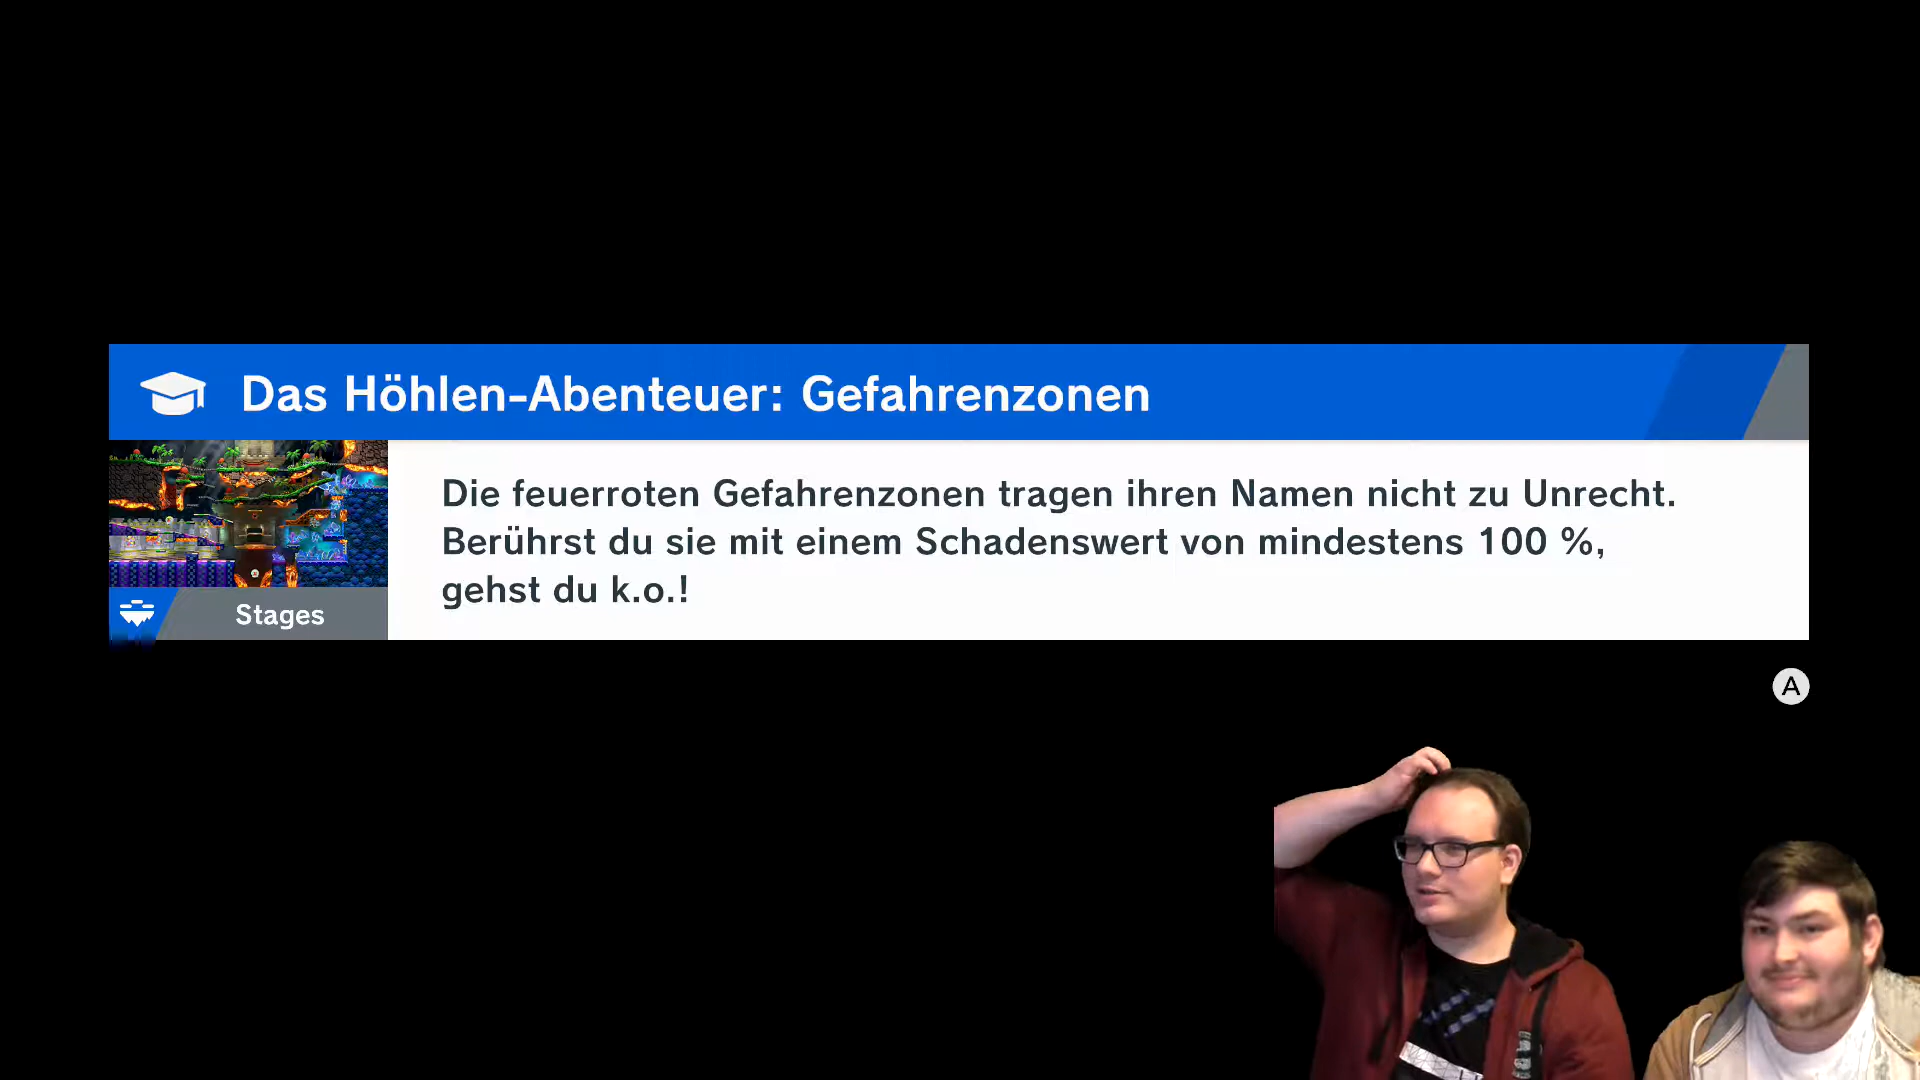 Das Höhlen-Abenteuer: Gefahrenzonen
Die feuerroten Gefahrenzonen tragen ihren Namen nicht zu Unrecht.
Berührst du sie mit einem Schadenswert von mindestens 100 %,
gehst du k.o.!
Stages
A